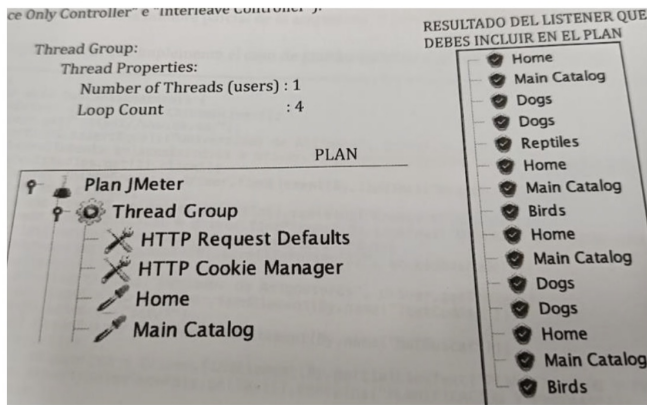 ce Only Controller" e "Interleave Controller").
Thread Group:
Thread Properties:
Number of Threads (users) : 1
Loop Count : 4
PLAN
Plan JMeter
Thread Group
HTTP Request Defaults
HTTP Cookie Manager
Home
Main Catalog
RESULTADO DEL LISTENER QUE
DEBES INCLUIR EN EL PLAN
Home
Main Catalog
Dogs
Dogs
Reptiles
Home
Main Catalog
Birds
Home
Main Catalog
Dogs
Dogs
Home
Main Catalog
Birds